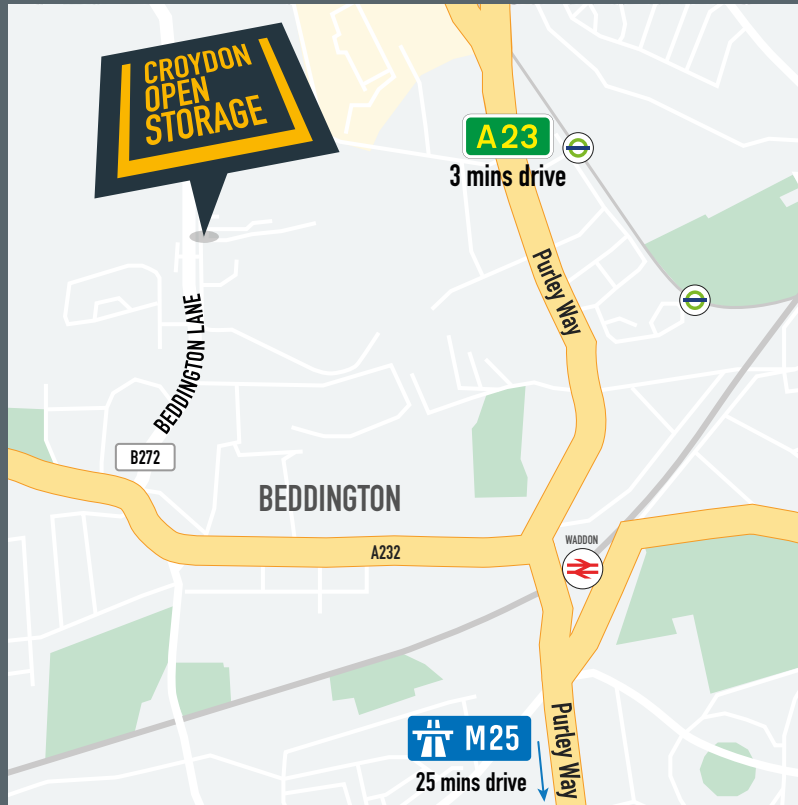 CROYDON
OPEN
STORAGE
A23
3 mins drive
Purley Way
BEDDINGTON LANE
B272
BEDDINGTON
A232
WADDON
M25
25 mins drive
Purley Way